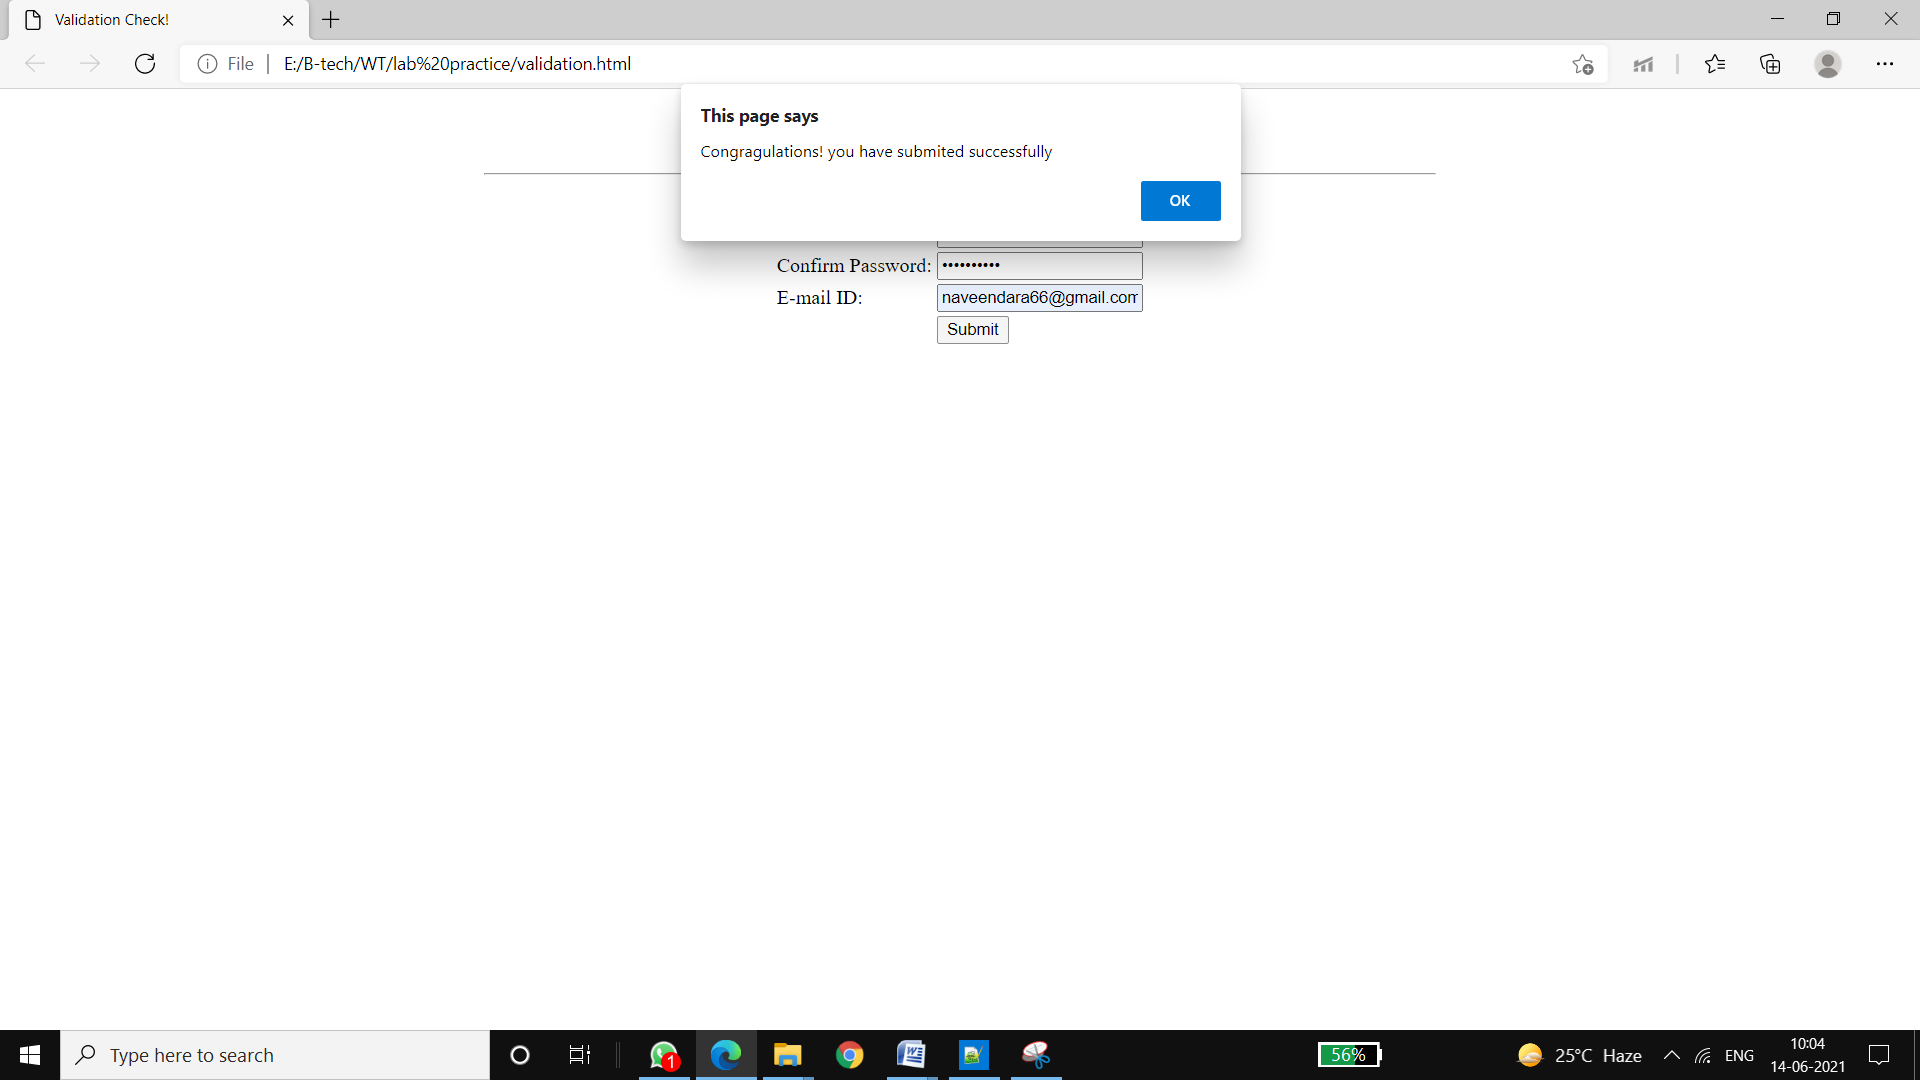 Validation Check!
File
E:/B-tech/WT/lab%20practice/validation.html
This page says
Congragulations! you have submited successfully
OK
Confirm Password: ••••••••••
E-mail ID: naveendara66@gmail.com
Submit
Type here to search
1
56%
25°C Haze
ENG
10:04
14-06-2021